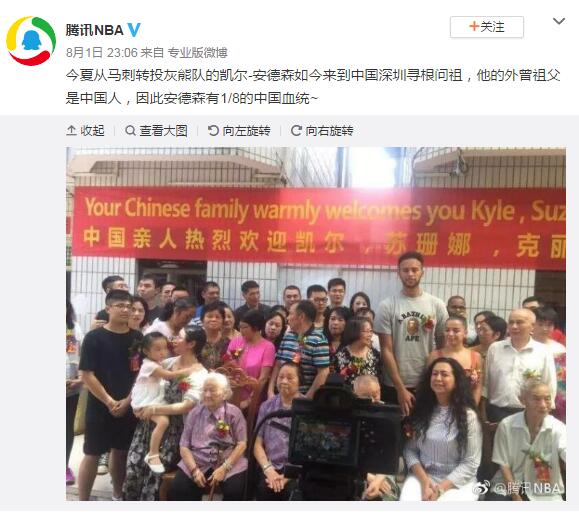 腾讯NBA
+关注
8月1日 23:06 来自 专业版微博
今夏从马刺转投灰熊队的凯尔-安德森如今来到中国深圳寻根问祖，他的外曾祖父
是中国人，因此安德森有1/8的中国血统~
收起 查看大图 向左旋转 向右旋转
Your Chinese family warmly welcomes you Kyle , Suz
中国亲人热烈欢迎凯尔 ，苏珊娜 ，克丽
A BATHING
APE
@腾讯NBA